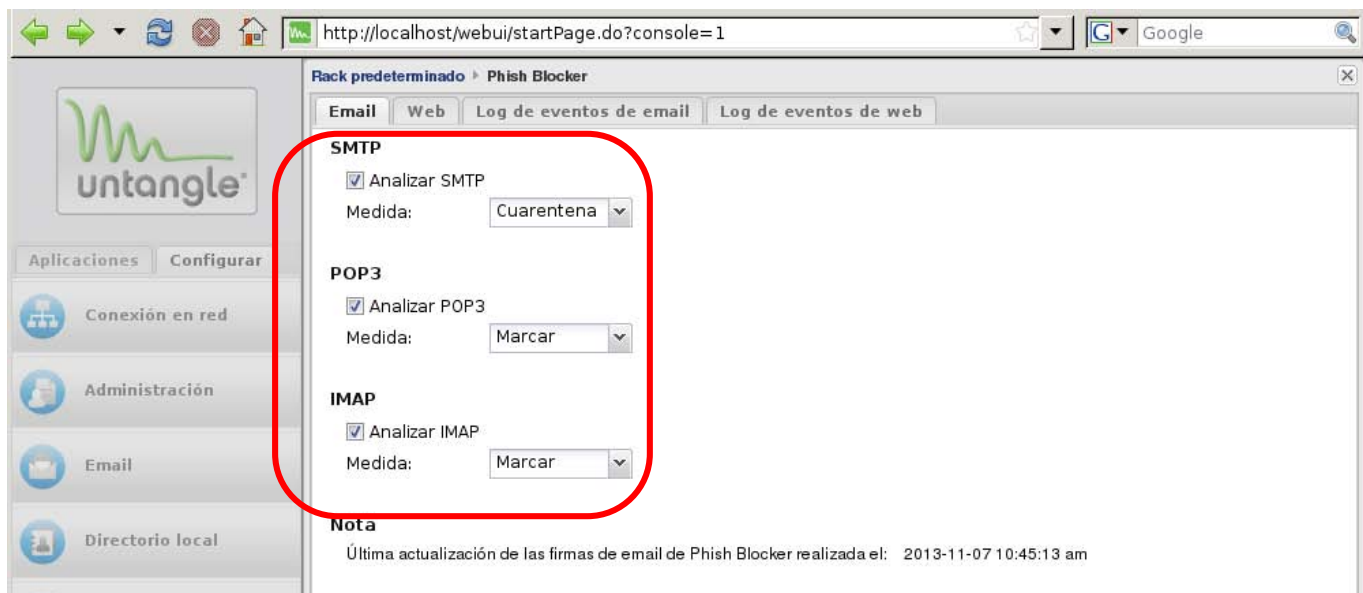 http://localhost/webui/startPage.do?console=1
G Google
Rack predeterminado Phish Blocker
Email Web Log de eventos de email Log de eventos de web
untangle
Aplicaciones Configurar
Conexión en red
Administración
Email
Directorio local
SMTP
Analizar SMTP
Medida: Cuarentena
POP3
Analizar POP3
Medida: Marcar
IMAP
Analizar IMAP
Medida: Marcar
Nota
Última actualización de las firmas de email de Phish Blocker realizada el: 2013-11-07 10:45:13 am